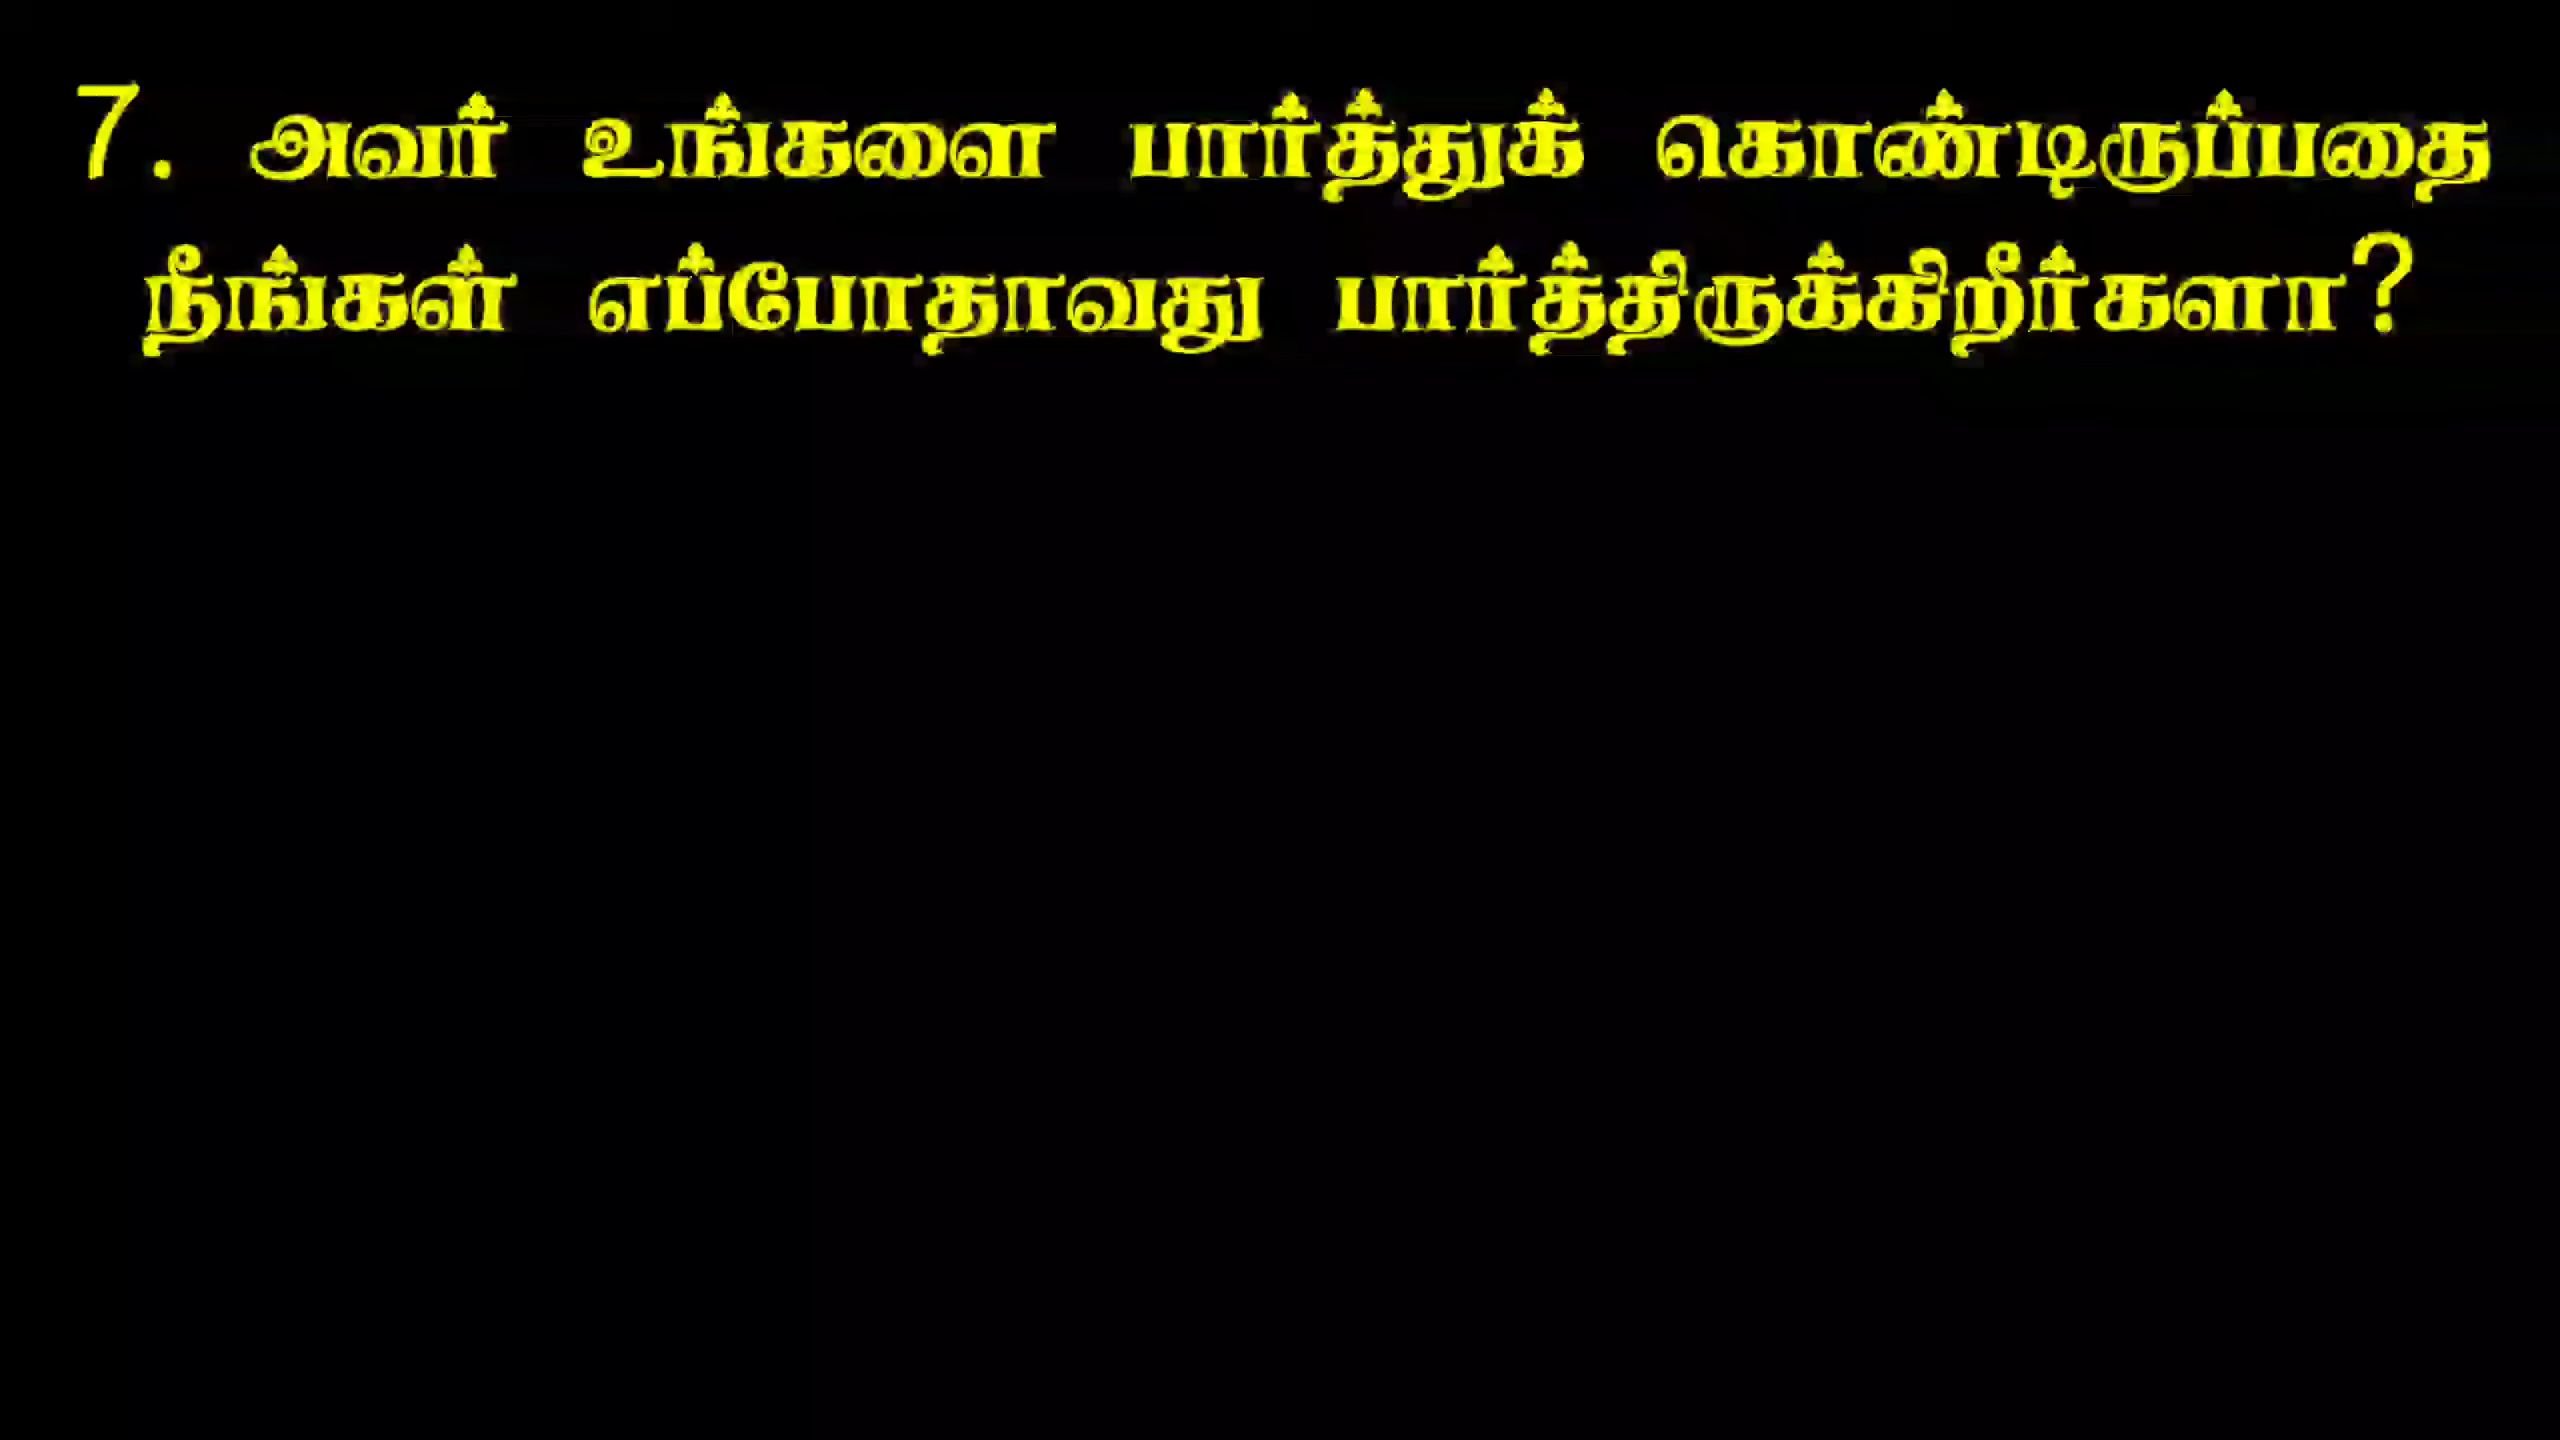 7. அவர் உங்களை பார்த்துக் கொண்டிருப்பதை
நீங்கள் எப்போதாவது பார்த்திருக்கிறீர்களா?